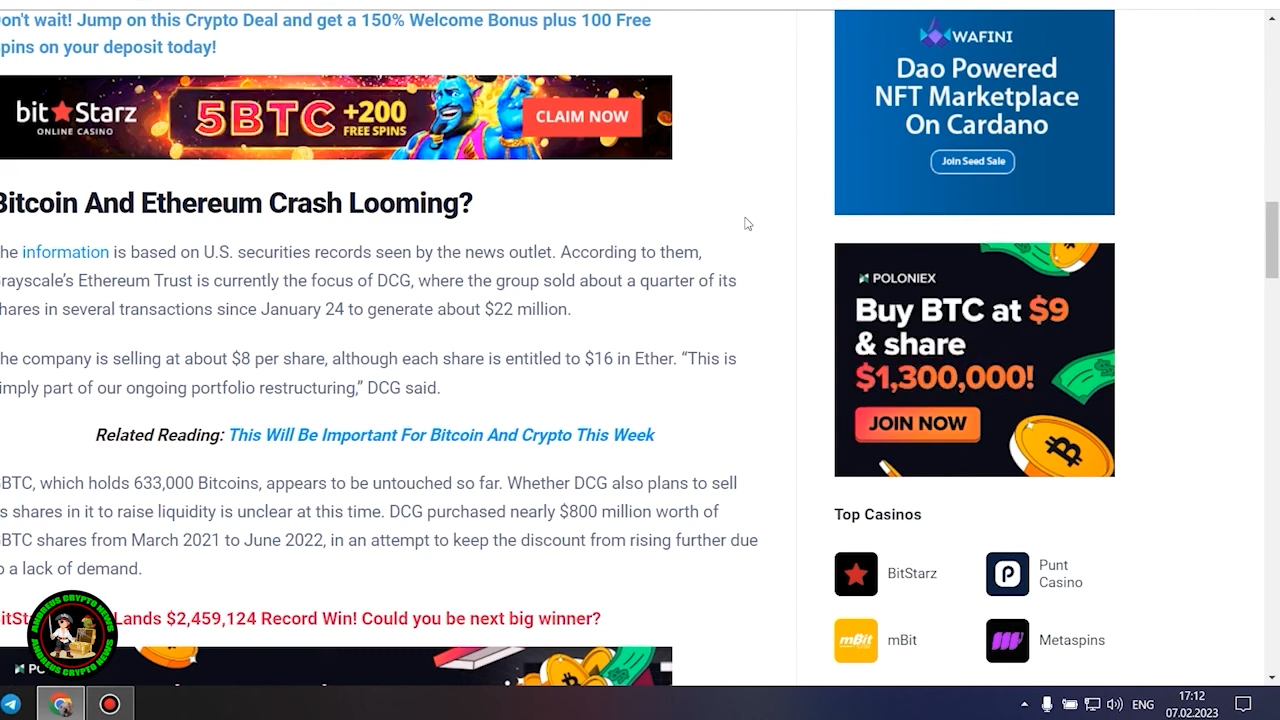 on't wait! Jump on this Crypto Deal and get a 150% Welcome Bonus plus 100 Free
pins on your deposit today!
bit Starz
ONLINE CASINO
5BTC +200
FREE SPINS
CLAIM NOW
Bitcoin And Ethereum Crash Looming?
he information is based on U.S. securities records seen by the news outlet. According to them,
rayscale's Ethereum Trust is currently the focus of DCG, where the group sold about a quarter of its
hares in several transactions since January 24 to generate about $22 million.
he company is selling at about $8 per share, although each share is entitled to $16 in Ether. “This is
imply part of our ongoing portfolio restructuring,” DCG said.
Related Reading: This Will Be Important For Bitcoin And Crypto This Week
BTC, which holds 633,000 Bitcoins, appears to be untouched so far. Whether DCG also plans to sell
s shares in it to raise liquidity is unclear at this time. DCG purchased nearly $800 million worth of
BTC shares from March 2021 to June 2022, in an attempt to keep the discount from rising further due
o a lack of demand.
itSt Lands $2,459,124 Record Win! Could you be next big winner?
WAFINI
Dao Powered
NFT Marketplace
On Cardano
Join Seed Sale
POLONIEX
Buy BTC at $9
& share
$1,300,000!
JOIN NOW
Top Casinos
BitStarz
Punt
Casino
mBit
mBit
Metaspins
ANDREUS CRYPTO NEWS
ANDREUS CRYPTO NEWS
ENG
17:12
07.02.2023